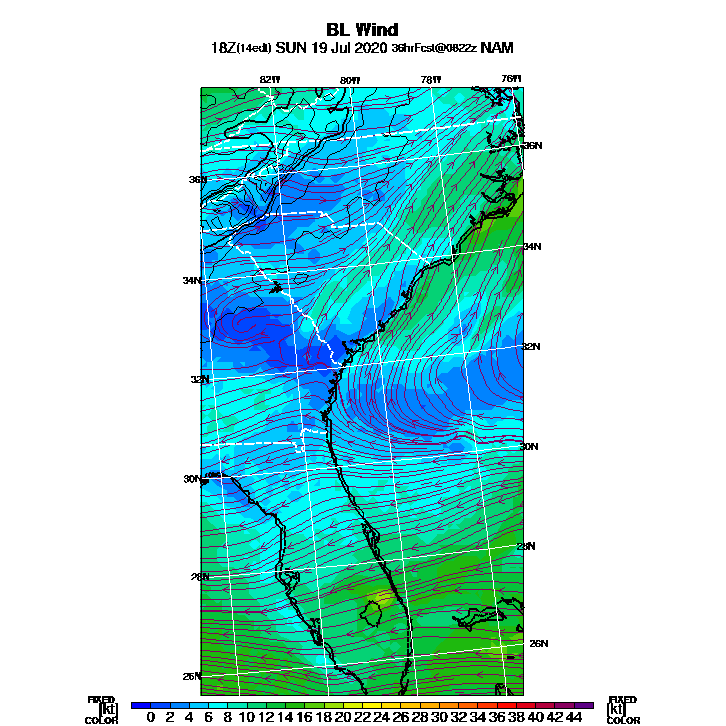 BL Wind
18Z(14edt) SUN 19 Jul 2020 36hrFcst@0822z NAM
82W 80W 78W 76W
36N
36N
34N
34N
32N
32N
30N
30N
28N
28N
26N
26N
FIXED [kt] COLOR
0 2 4 6 8 10 12 14 16 18 20 22 24 26 28 30 32 34 36 38 40 42 44
FIXED [kt] COLOR